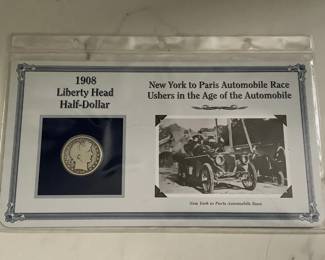 1908
Liberty Head
Half-Dollar
New York to Paris Automobile Race
Ushers in the Age of the Automobile
New York to Paris Automobile Race